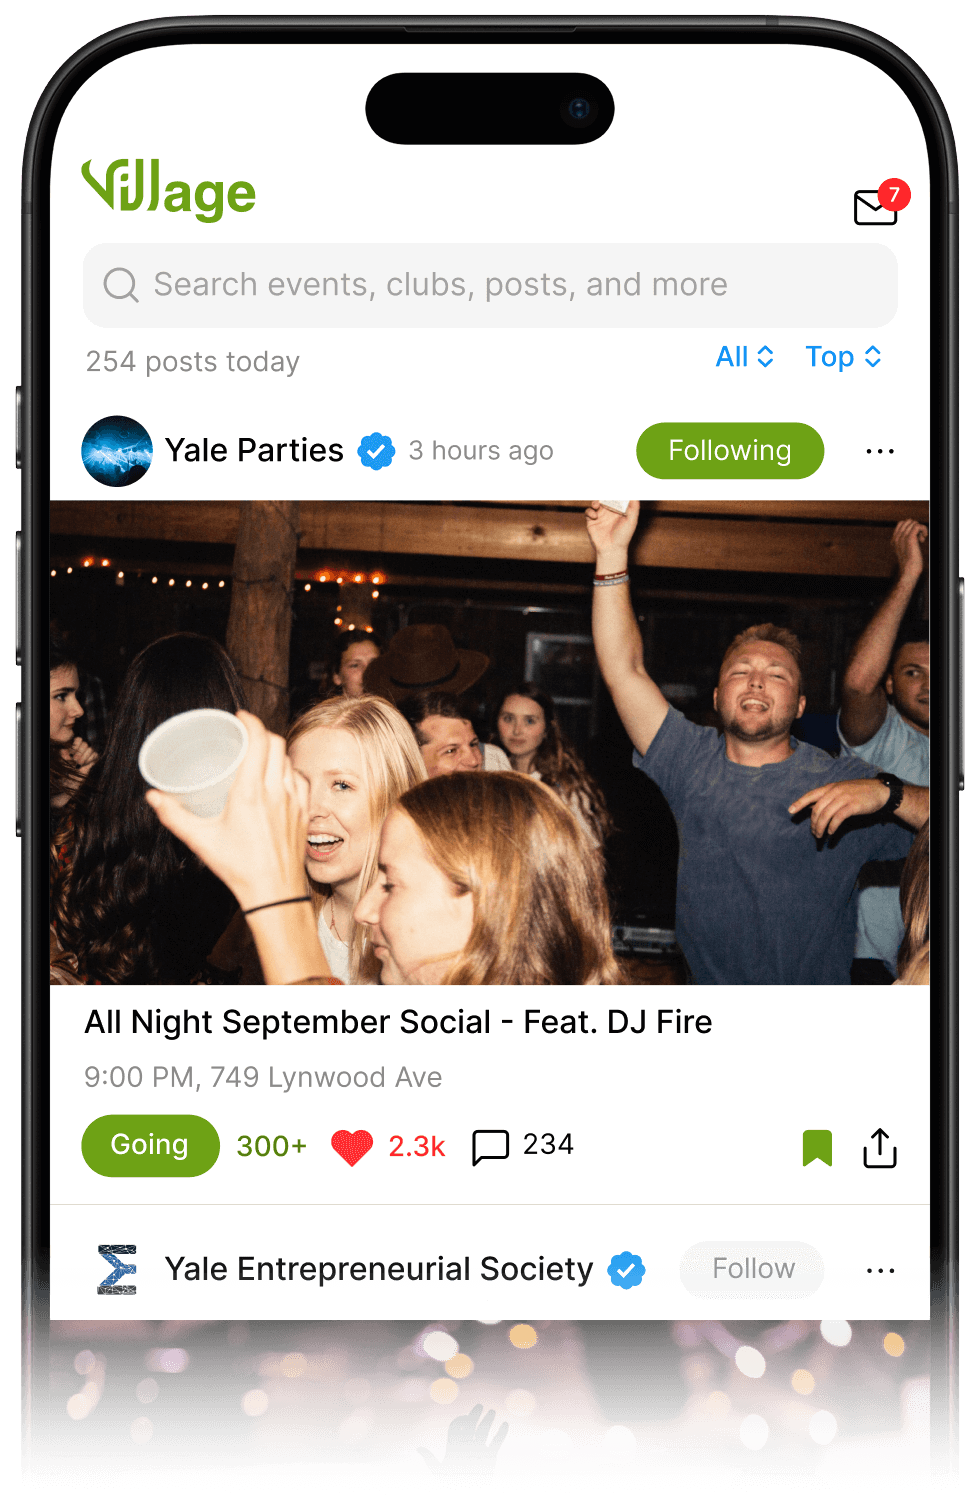 Village
7
Search events, clubs, posts, and more
254 posts today
All
Top
Yale Parties
3 hours ago
Following
All Night September Social - Feat. DJ Fire
9:00 PM, 749 Lynwood Ave
Going
300+
2.3k
234
Yale Entrepreneurial Society
Follow